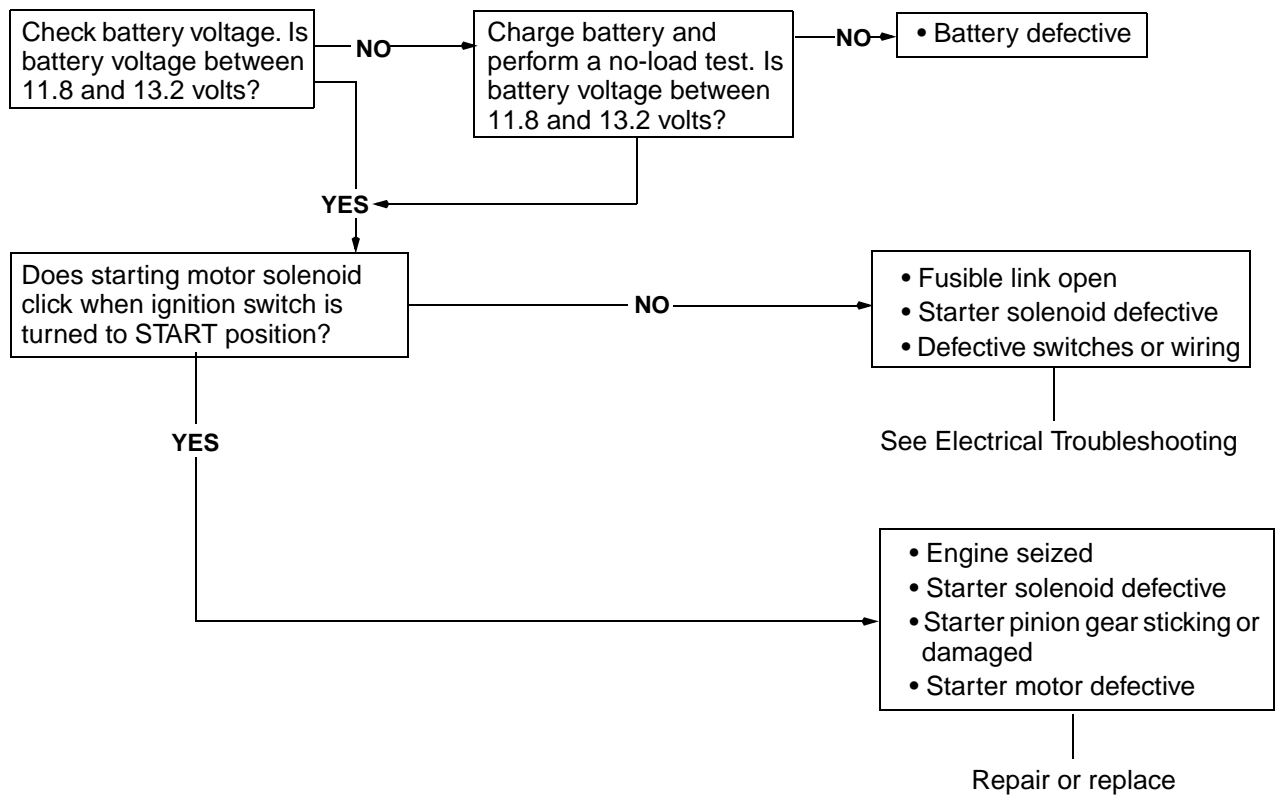 Check battery voltage. Is
battery voltage between
11.8 and 13.2 volts?
NO
Charge battery and
perform a no-load test. Is
battery voltage between
11.8 and 13.2 volts?
NO
• Battery defective
YES
Does starting motor solenoid
click when ignition switch is
turned to START position?
NO
• Fusible link open
• Starter solenoid defective
• Defective switches or wiring
See Electrical Troubleshooting
YES
• Engine seized
• Starter solenoid defective
• Starter pinion gear sticking or
damaged
• Starter motor defective
Repair or replace